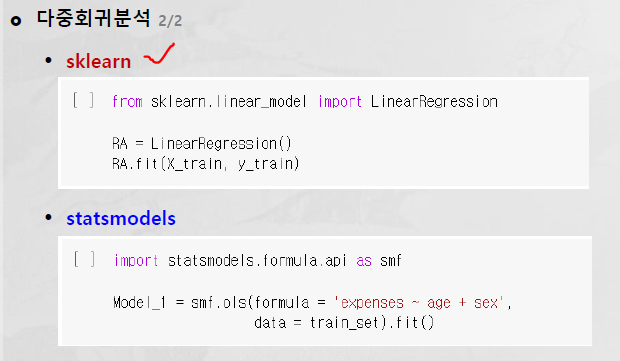 다중회귀분석 2/2
sklearn
[ ] from sklearn.linear_model import LinearRegression
RA = LinearRegression()
RA.fit(X_train, y_train)
statsmodels
[ ] import statsmodels.formula.api as smf
Model_1 = smf.ols(formula = 'expenses ~ age + sex',
data = train_set).fit()